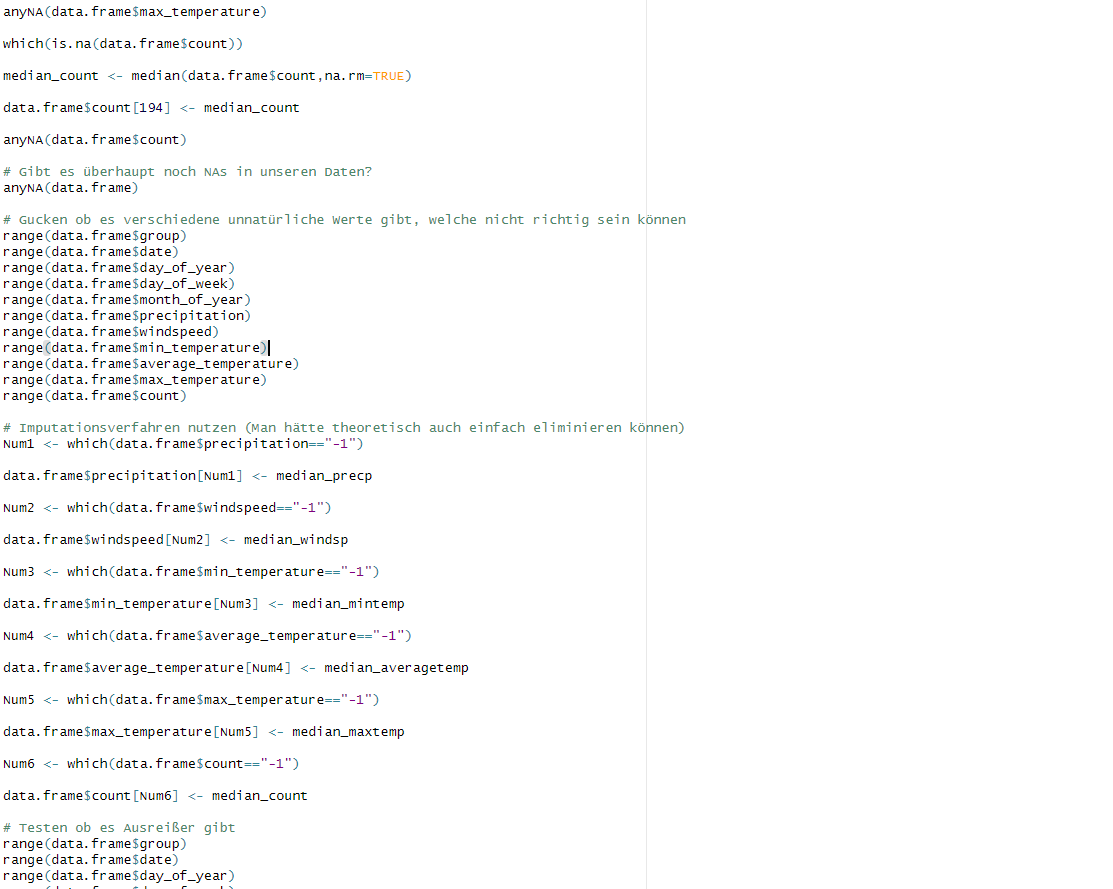 anyNA(data.frame$max_temperature)
which(is.na(data.frame$count))
median_count <- median(data.frame$count,na.rm=TRUE)
data.frame$count[194] <- median_count
anyNA(data.frame$count)
# Gibt es überhaupt noch NAs in unseren Daten?
anyNA(data.frame)
# Gucken ob es verschiedene unnatürliche Werte gibt, welche nicht richtig sein können
range(data.frame$group)
range(data.frame$date)
range(data.frame$day_of_year)
range(data.frame$day_of_week)
range(data.frame$month_of_year)
range(data.frame$precipitation)
range(data.frame$windspeed)
range(data.frame$min_temperature)
range(data.frame$average_temperature)
range(data.frame$max_temperature)
range(data.frame$count)
# Imputationsverfahren nutzen (Man hätte theoretisch auch einfach eliminieren können)
Num1 <- which(data.frame$precipitation=="-1")
data.frame$precipitation[Num1] <- median_precp
Num2 <- which(data.frame$windspeed=="-1")
data.frame$windspeed[Num2] <- median_windsp
Num3 <- which(data.frame$min_temperature=="-1")
data.frame$min_temperature[Num3] <- median_mintemp
Num4 <- which(data.frame$average_temperature=="-1")
data.frame$average_temperature[Num4] <- median_averagetemp
Num5 <- which(data.frame$max_temperature=="-1")
data.frame$max_temperature[Num5] <- median_maxtemp
Num6 <- which(data.frame$count=="-1")
data.frame$count[Num6] <- median_count
# Testen ob es Ausreißer gibt
range(data.frame$group)
range(data.frame$date)
range(data.frame$day_of_year)